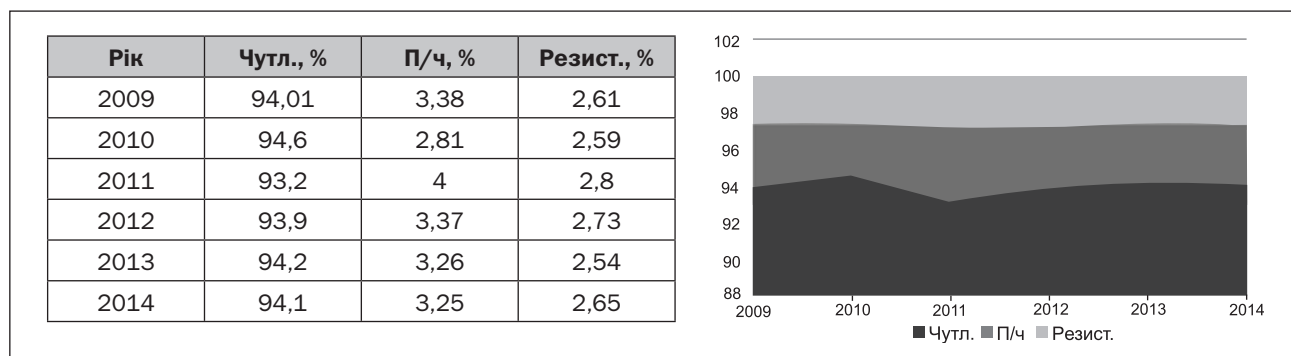 Рік Чутл., % П/ч, % Резист., %
2009 94,01 3,38 2,61
2010 94,6 2,81 2,59
2011 93,2 4 2,8
2012 93,9 3,37 2,73
2013 94,2 3,26 2,54
2014 94,1 3,25 2,65
102
100
98
96
94
92
90
88
2009 2010 2011 2012 2013 2014
Чутл. П/ч Резист.